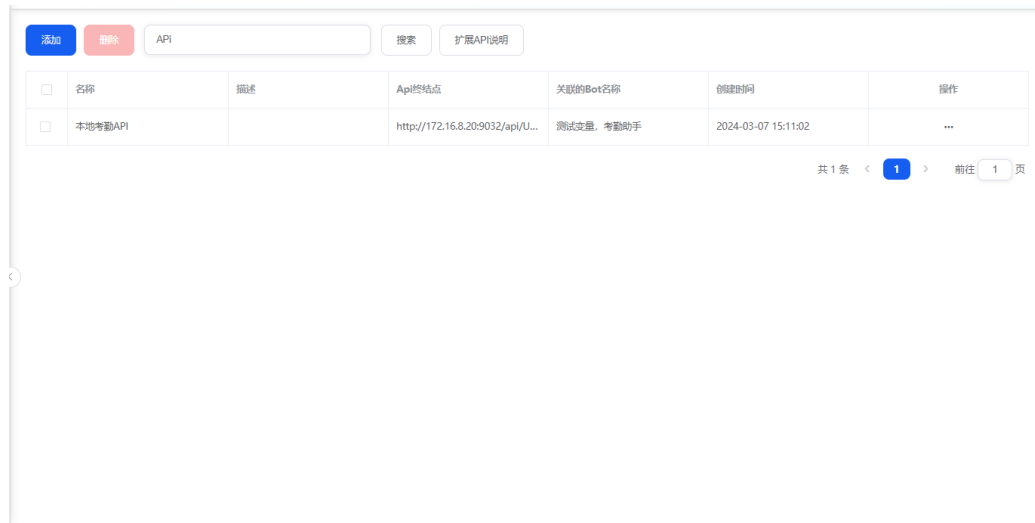 添加 删除 APi 搜索 扩展API说明
名称 描述 Api终结点 关联的Bot名称 创建时间 操作
本地考勤API http://172.16.8.20:9032/api/U... 测试变量，考勤助手 2024-03-07 15:11:02 ...
共 1 条 < 1 > 前往 1 页